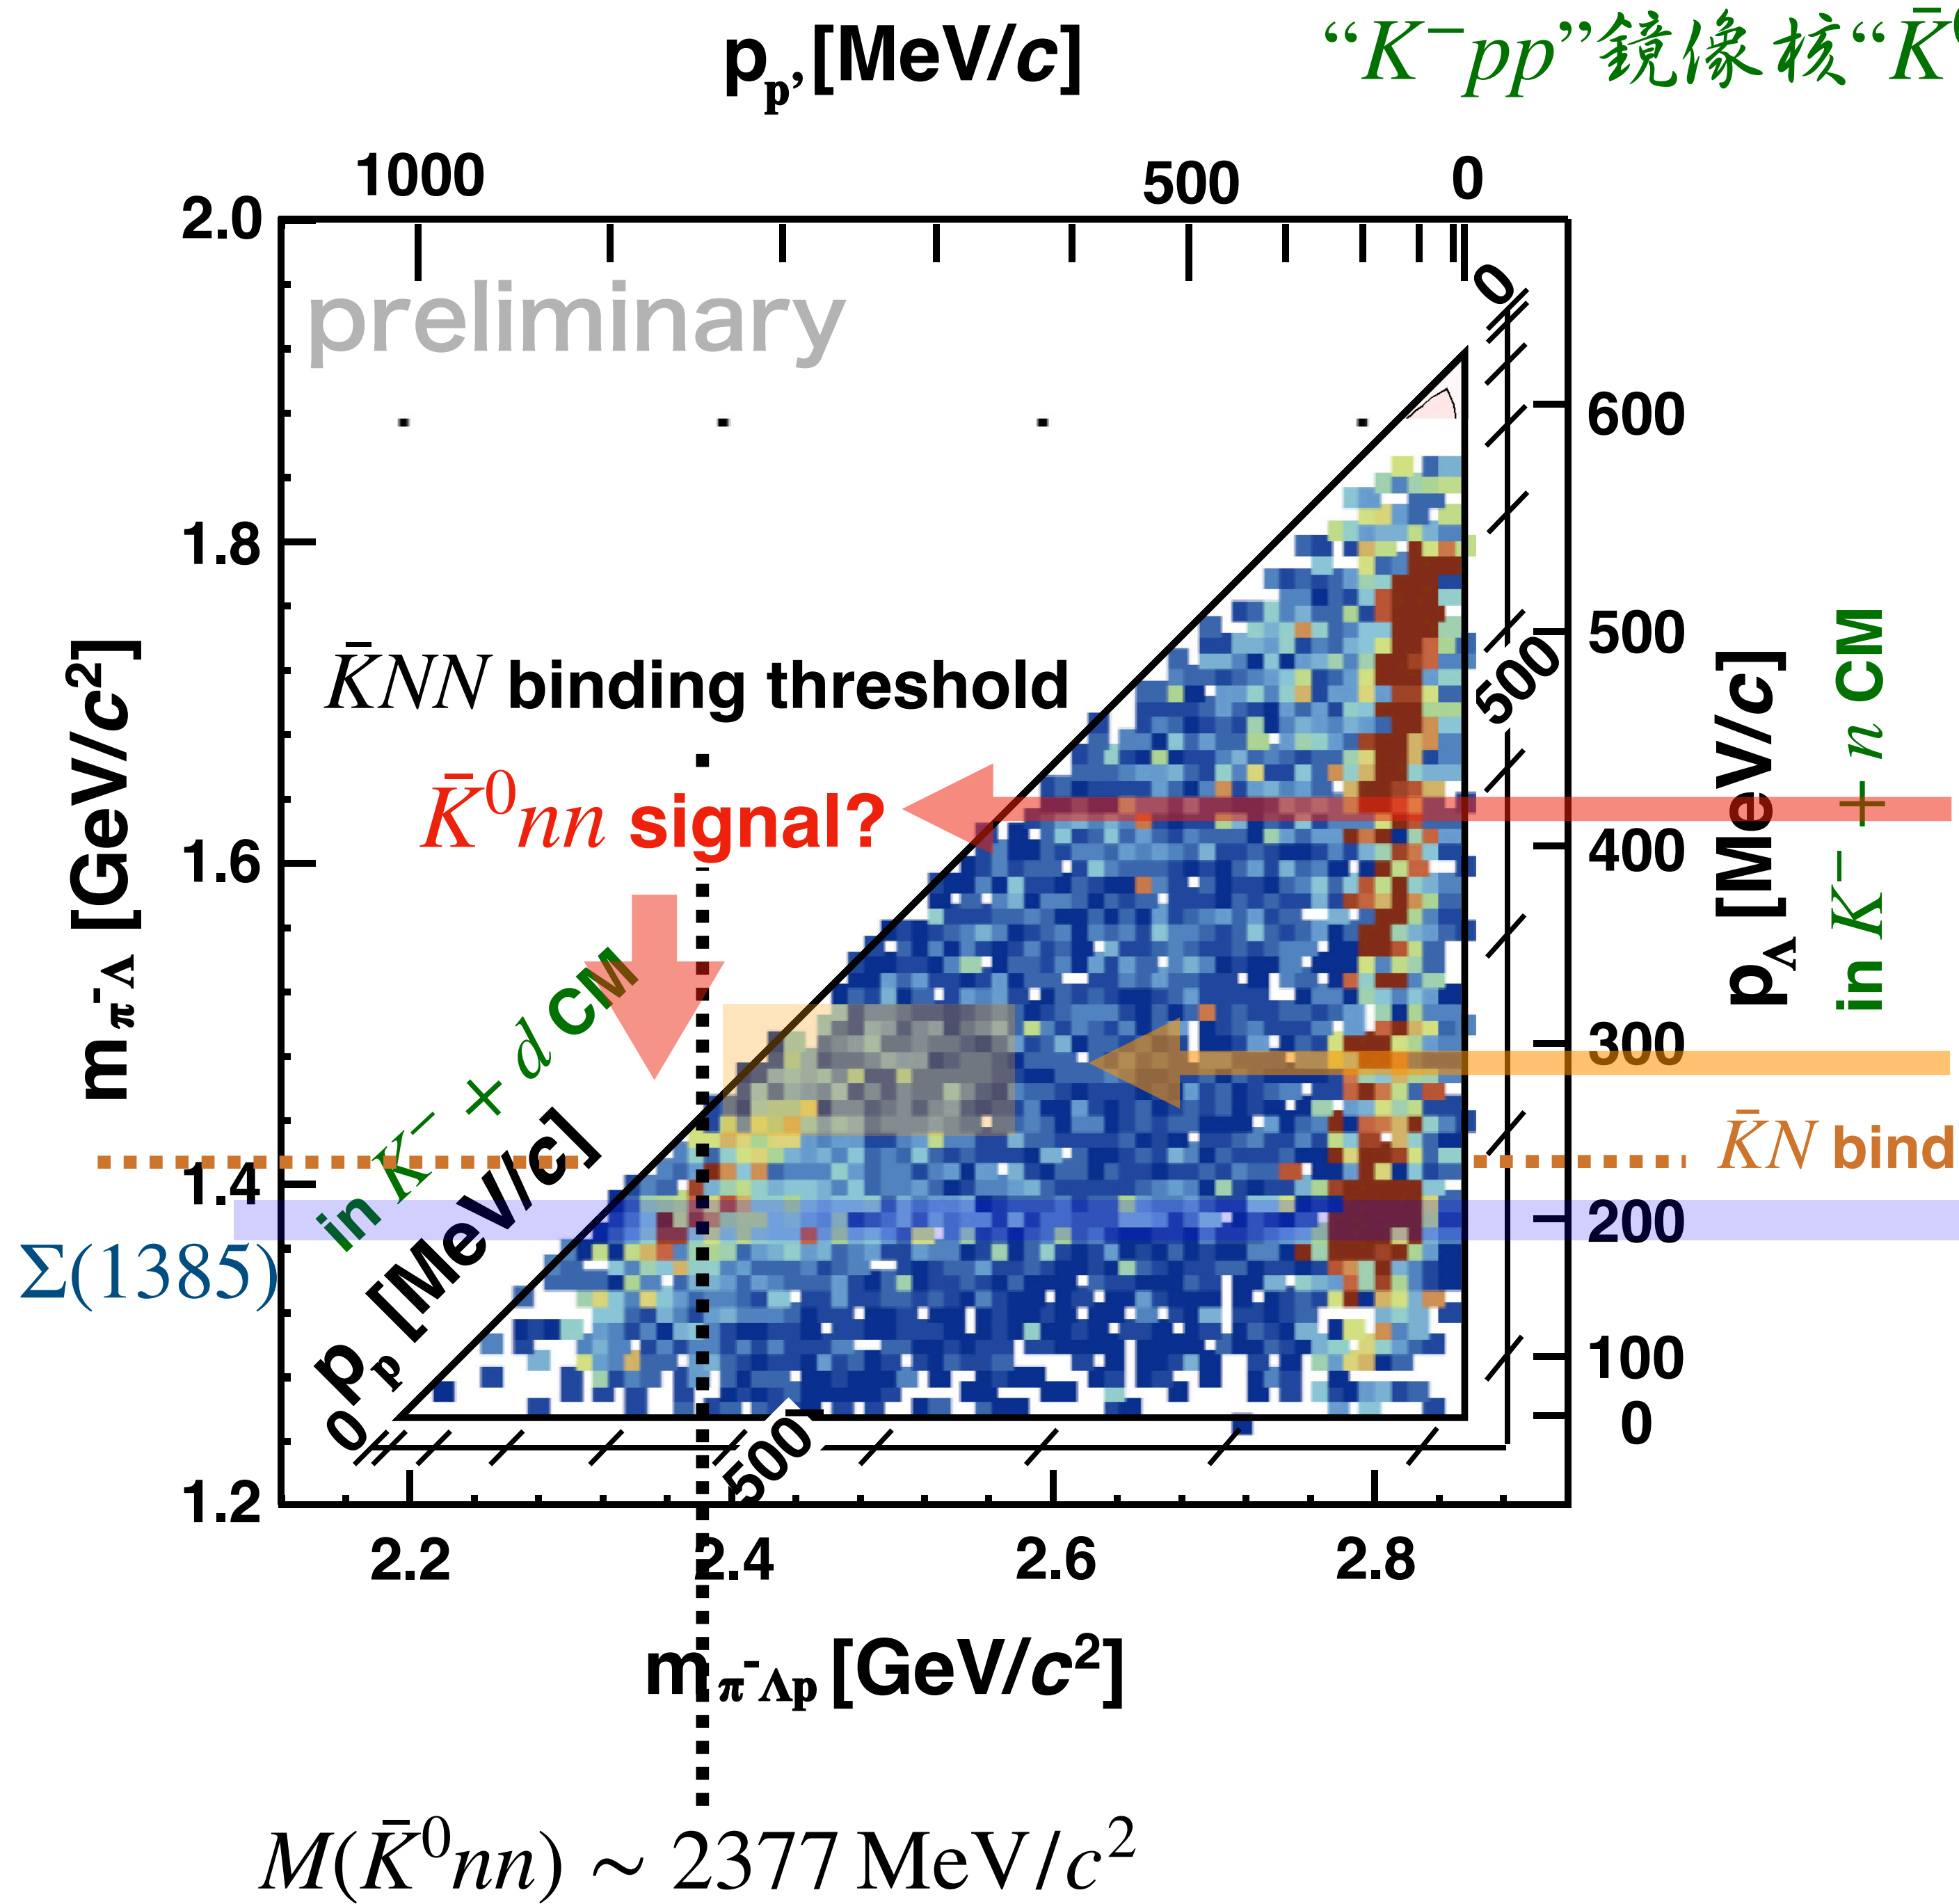 p_p' [MeV/c]
“K⁻pp”鏡像核“K̄⁰
1000 500 0
2.0
1.8
1.6
1.4
1.2
preliminary
0
500
600
500
400
300
200
100
0
m_π⁻Λ [GeV/c²]
K̄NN binding threshold
K̄⁰nn signal?
p_Λ [MeV/c]
in K⁻ + n CM
in K⁻ + d CM
p_p [MeV/c]
K̄N bind
Σ(1385)
0
500
2.2 2.4 2.6 2.8
m_π⁻Λp [GeV/c²]
M(K̄⁰nn) ~ 2377 MeV/c²